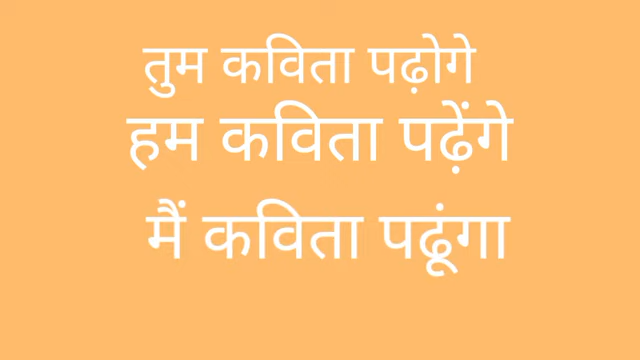 तुम कविता पढ़ोगे
हम कविता पढ़ेंगे
मैं कविता पढूंगा